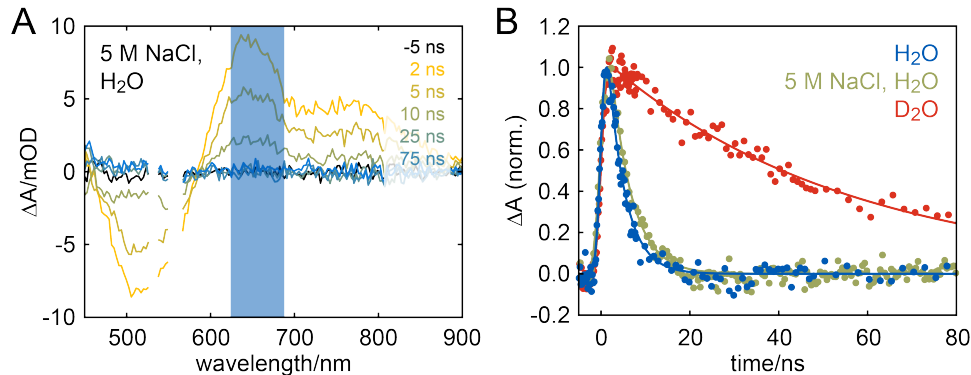 A
5 M NaCl,
H₂O
-5 ns
2 ns
5 ns
10 ns
25 ns
75 ns
ΔA/mOD
10
5
0
-5
-10
500 600 700 800 900
wavelength/nm
B
H₂O
5 M NaCl, H₂O
D₂O
ΔA (norm.)
1.2
1.0
0.8
0.6
0.4
0.2
0.0
-0.2
0 20 40 60 80
time/ns